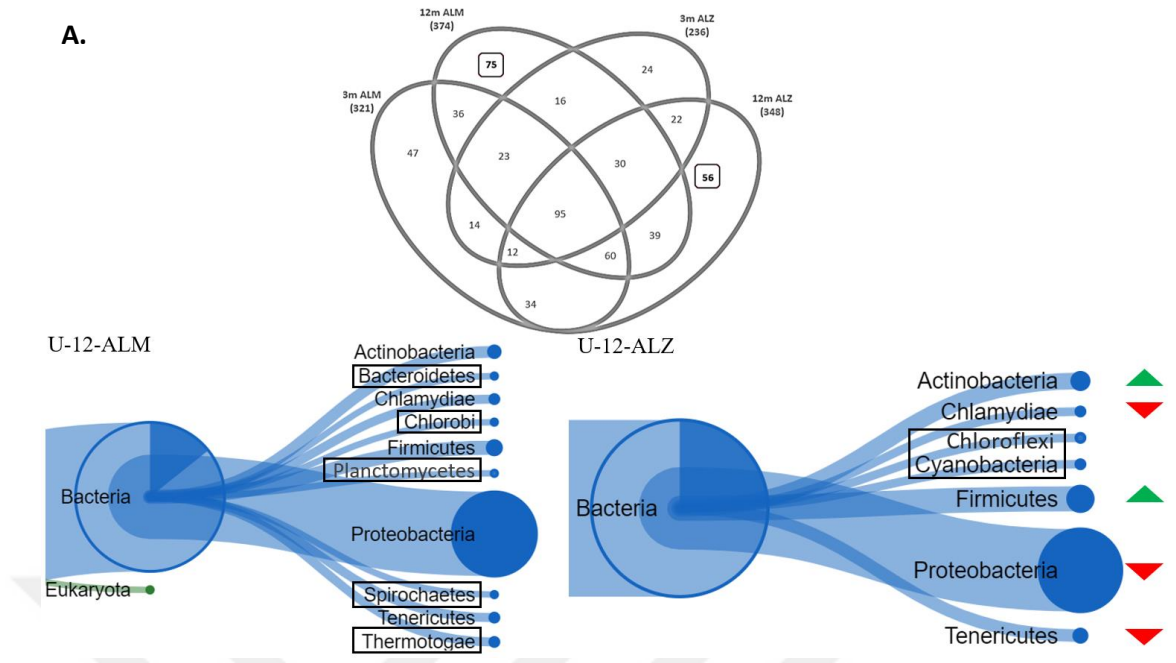 A.
12m ALM
(374)
3m ALZ
(236)
3m ALM
(321)
12m ALZ
(348)
75
24
16
36
22
47
23
30
56
14
95
39
12
60
34
U-12-ALM
Bacteria
Eukaryota
Actinobacteria
Bacteroidetes
Chlamydiae
Chlorobi
Firmicutes
Planctomycetes
Proteobacteria
Spirochaetes
Tenericutes
Thermotogae
U-12-ALZ
Bacteria
Actinobacteria
Chlamydiae
Chloroflexi
Cyanobacteria
Firmicutes
Proteobacteria
Tenericutes